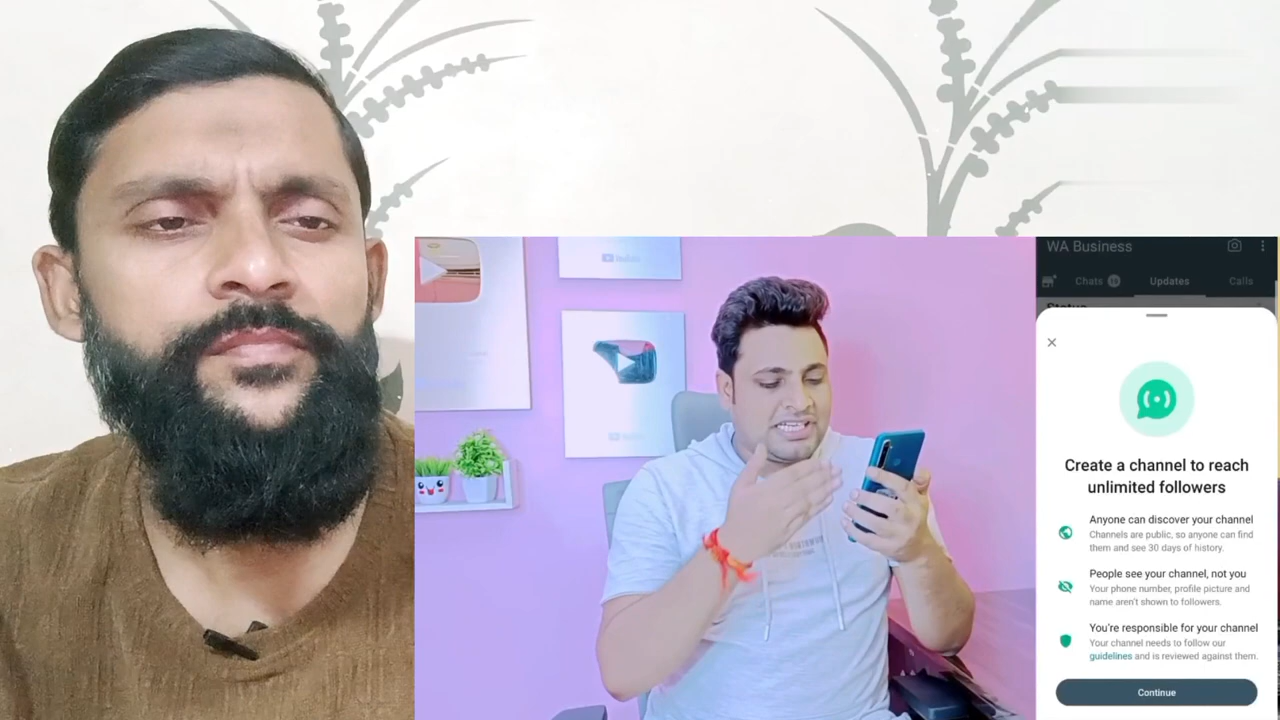 WA Business
Chats
Updates
Calls
Status
Create a channel to reach
unlimited followers
Anyone can discover your channel
Channels are public, so anyone can find
them and see 30 days of history.
People see your channel, not you
Your phone number, profile picture and
name aren't shown to followers.
You're responsible for your channel
Your channel needs to follow our
guidelines and is reviewed against them.
Continue